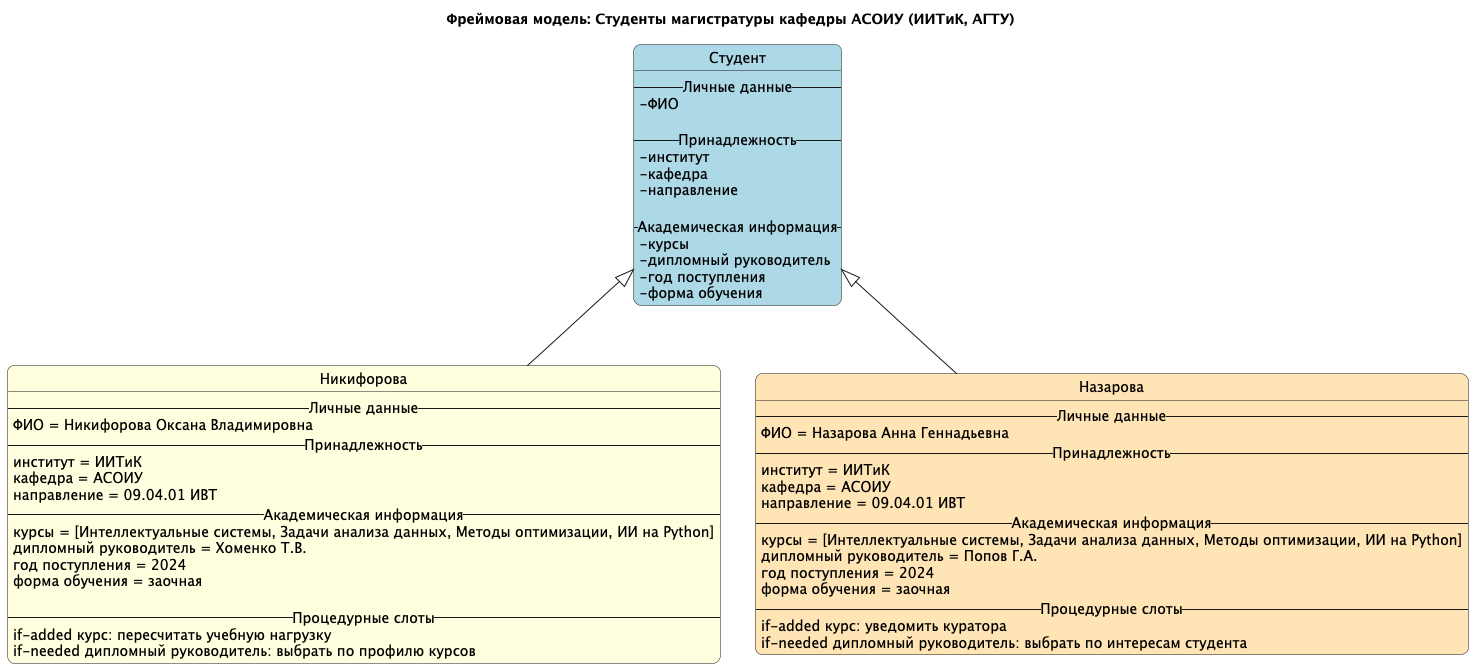 Фреймовая модель: Студенты магистратуры кафедры АСОИУ (ИИТиК, АГТУ)
Студент
Личные данные
-ФИО
Принадлежность
-институт
-кафедра
-направление
Академическая информация
-курсы
-дипломный руководитель
-год поступления
-форма обучения
Никифорова
Личные данные
ФИО = Никифорова Оксана Владимировна
Принадлежность
институт = ИИТиК
кафедра = АСОИУ
направление = 09.04.01 ИВТ
Академическая информация
курсы = [Интеллектуальные системы, Задачи анализа данных, Методы оптимизации, ИИ на Python]
дипломный руководитель = Хоменко Т.В.
год поступления = 2024
форма обучения = заочная
Процедурные слоты
if-added курс: пересчитать учебную нагрузку
if-needed дипломный руководитель: выбрать по профилю курсов
Назарова
Личные данные
ФИО = Назарова Анна Геннадьевна
Принадлежность
институт = ИИТиК
кафедра = АСОИУ
направление = 09.04.01 ИВТ
Академическая информация
курсы = [Интеллектуальные системы, Задачи анализа данных, Методы оптимизации, ИИ на Python]
дипломный руководитель = Попов Г.А.
год поступления = 2024
форма обучения = заочная
Процедурные слоты
if-added курс: уведомить куратора
if-needed дипломный руководитель: выбрать по интересам студента